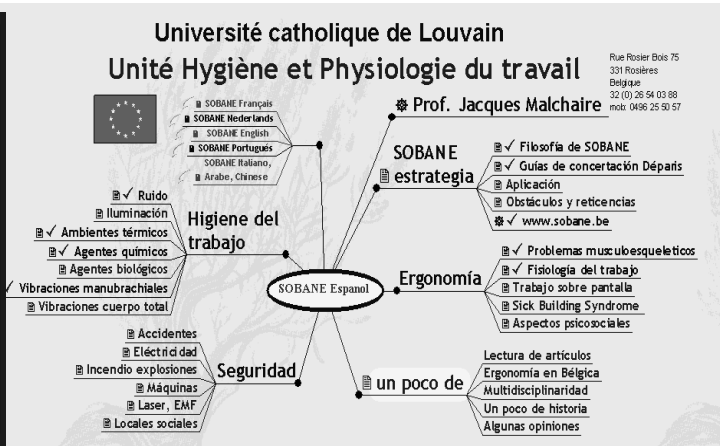 Université catholique de Louvain
Unité Hygiène et Physiologie du travail
Rue Rosier Bois 75
331 Rosières
Belgique
32 (0) 26 54 03 88
mob: 0496 25 50 57
SOBANE Français
SOBANE Nederlands
SOBANE English
SOBANE Portugués
SOBANE Italiano,
Arabe, Chinese
Prof. Jacques Malchaire
SOBANE
estrategia
✓ Filosofía de SOBANE
✓ Guías de concertación Déparis
Aplicación
Obstáculos y reticencias
✓ www.sobane.be
Higiene del
trabajo
✓ Ruido
Iluminación
✓ Ambientes térmicos
✓ Agentes químicos
Agentes biológicos
✓ Vibraciones manubrachiales
Vibraciones cuerpo total
SOBANE Espanol
Ergonomía
✓ Problemas musculoesqueleticos
✓ Fisiología del trabajo
Trabajo sobre pantalla
Sick Building Syndrome
Aspectos psicosociales
Seguridad
Accidentes
Eléctricidad
Incendio explosiones
Máquinas
Laser, EMF
Locales sociales
un poco de
Lectura de artículos
Ergonomía en Bélgica
Multidisciplinaridad
Un poco de historia
Algunas opiniones